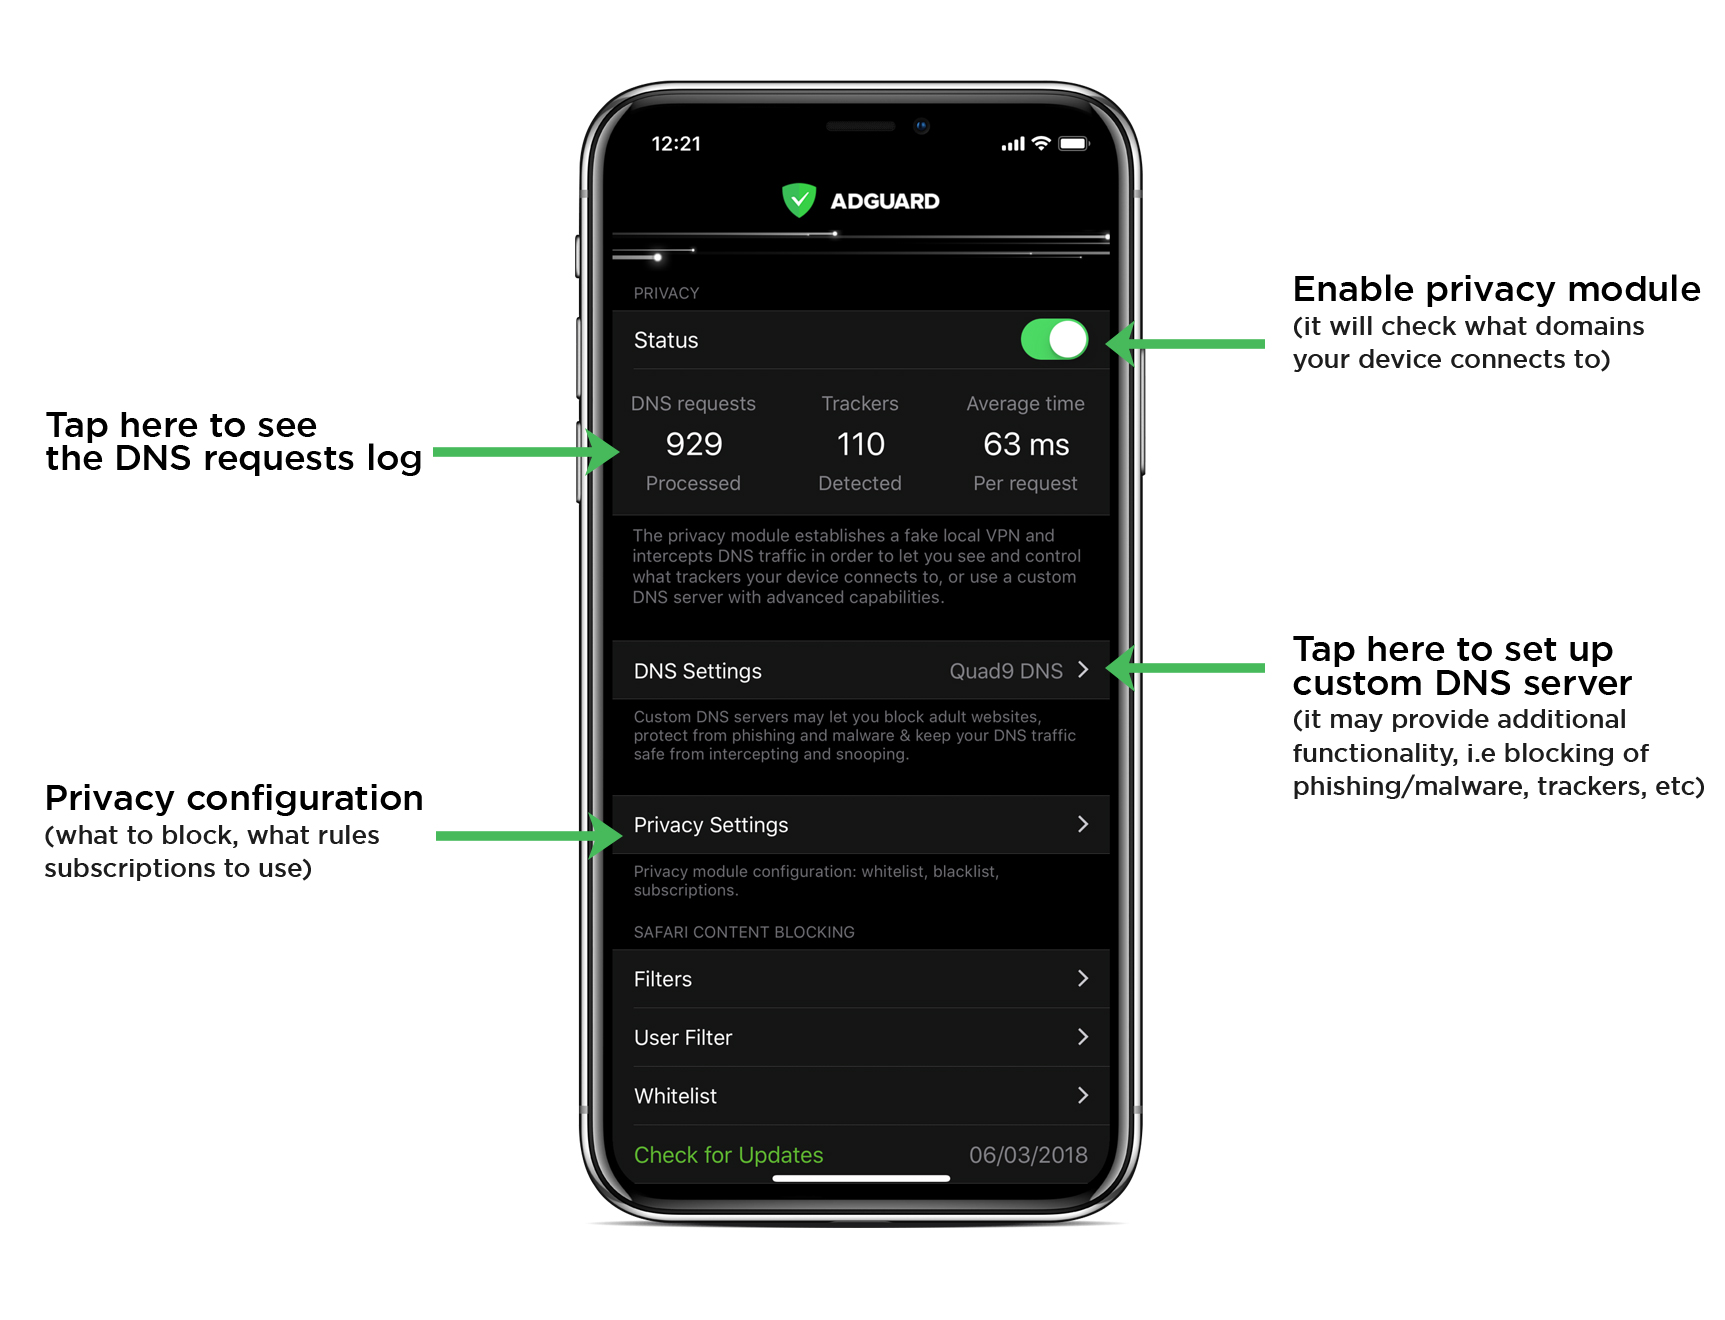 12:21
ADGUARD
PRIVACY
Status
DNS requests Trackers Average time
929 110 63 ms
Processed Detected Per request
The privacy module establishes a fake local VPN and
intercepts DNS traffic in order to let you see and control
what trackers your device connects to, or use a custom
DNS server with advanced capabilities.
DNS Settings Quad9 DNS
Custom DNS servers may let you block adult websites,
protect from phishing and malware & keep your DNS traffic
safe from intercepting and snooping.
Privacy Settings
Privacy module configuration: whitelist, blacklist,
subscriptions.
SAFARI CONTENT BLOCKING
Filters
User Filter
Whitelist
Check for Updates 06/03/2018
Tap here to see
the DNS requests log
Privacy configuration
(what to block, what rules
subscriptions to use)
Enable privacy module
(it will check what domains
your device connects to)
Tap here to set up
custom DNS server
(it may provide additional
functionality, i.e blocking of
phishing/malware, trackers, etc)